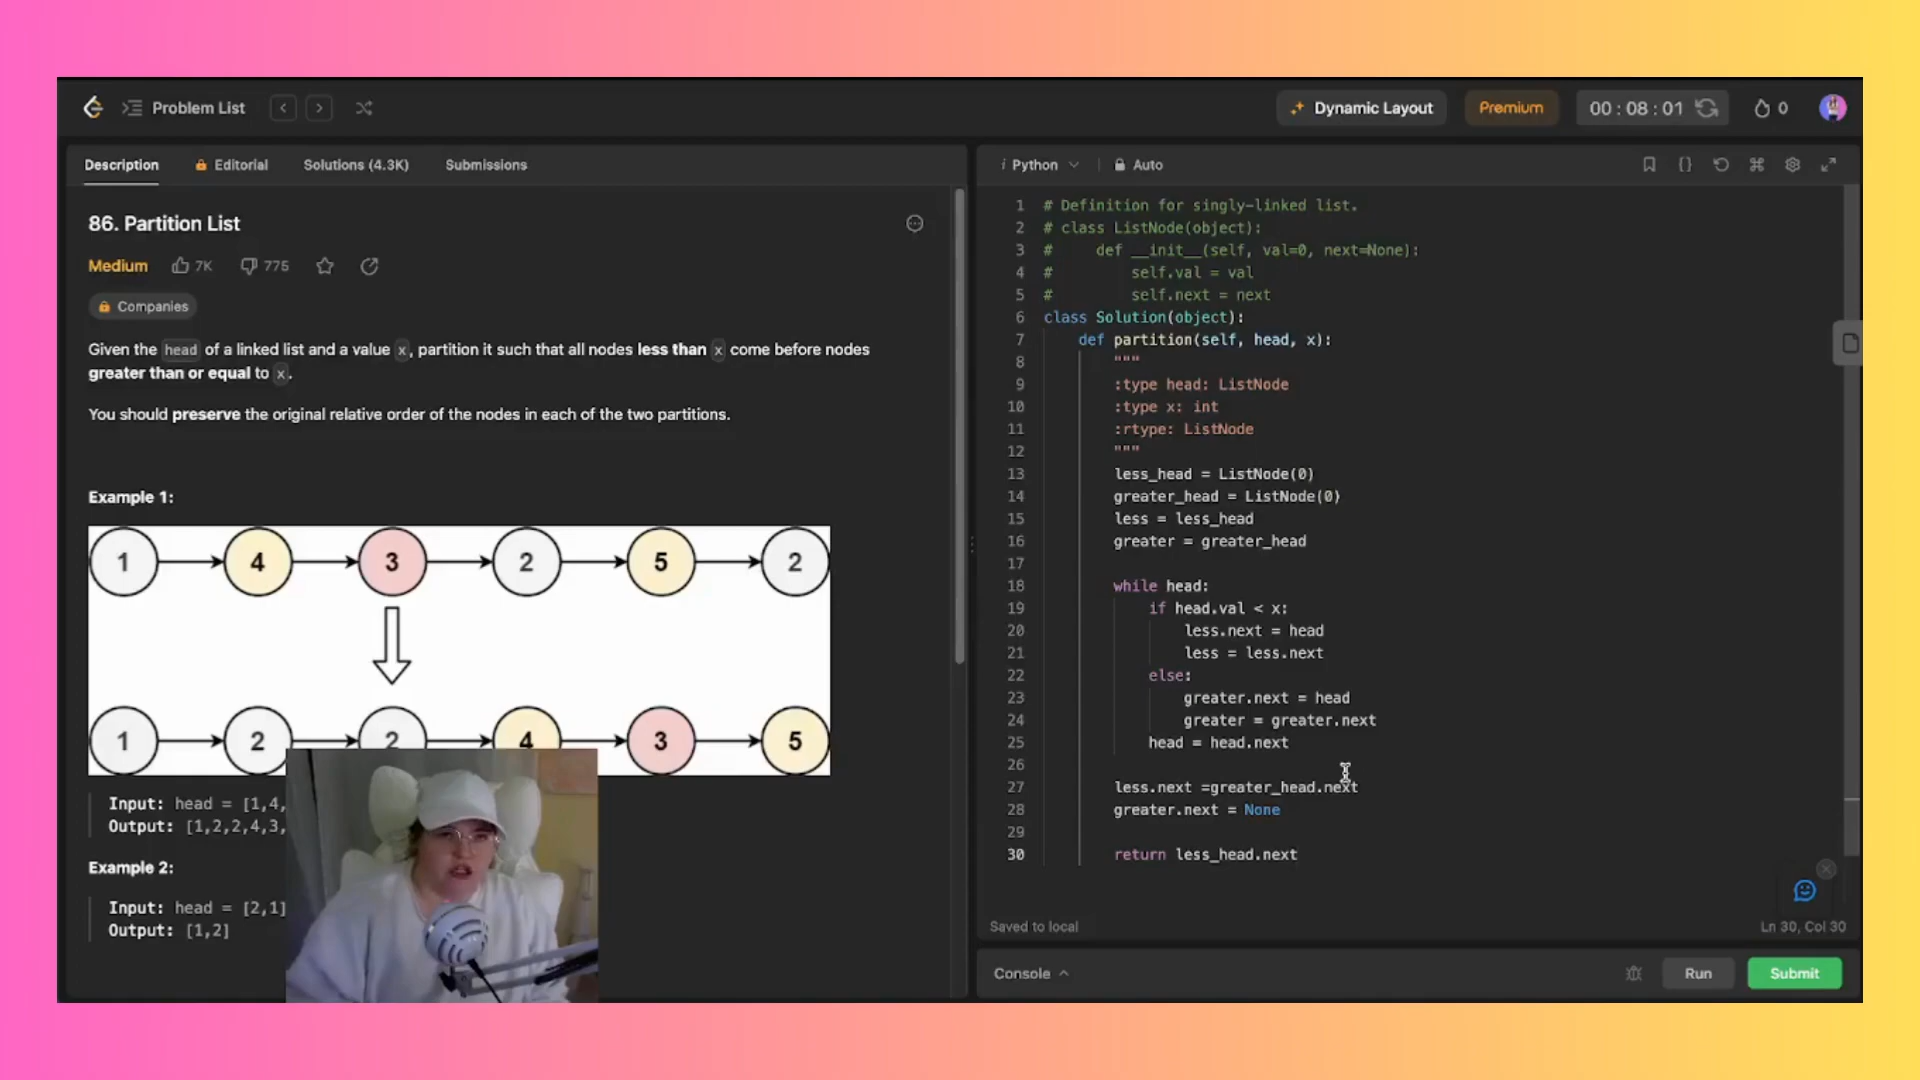 Problem List
Dynamic Layout
Premium
00 : 08 : 01
0
Description
Editorial
Solutions (4.3K)
Submissions
86. Partition List
Medium
7K
775
Companies
Given the head of a linked list and a value x, partition it such that all nodes less than x come before nodes
greater than or equal to x.
You should preserve the original relative order of the nodes in each of the two partitions.
Example 1:
1 4 3 2 5 2
1 2 2 4 3 5
Input: head = [1,4,
Output: [1,2,2,4,3,
Example 2:
Input: head = [2,1]
Output: [1,2]
i Python
Auto
1 # Definition for singly-linked list.
2 # class ListNode(object):
3 #     def __init__(self, val=0, next=None):
4 #         self.val = val
5 #         self.next = next
6 class Solution(object):
7     def partition(self, head, x):
8         """
9         :type head: ListNode
10         :type x: int
11         :rtype: ListNode
12         """
13         less_head = ListNode(0)
14         greater_head = ListNode(0)
15         less = less_head
16         greater = greater_head
17
18         while head:
19             if head.val < x:
20                 less.next = head
21                 less = less.next
22             else:
23                 greater.next = head
24                 greater = greater.next
25             head = head.next
26
27         less.next =greater_head.next
28         greater.next = None
29
30         return less_head.next
Saved to local
Ln 30, Col 30
Console
Run
Submit